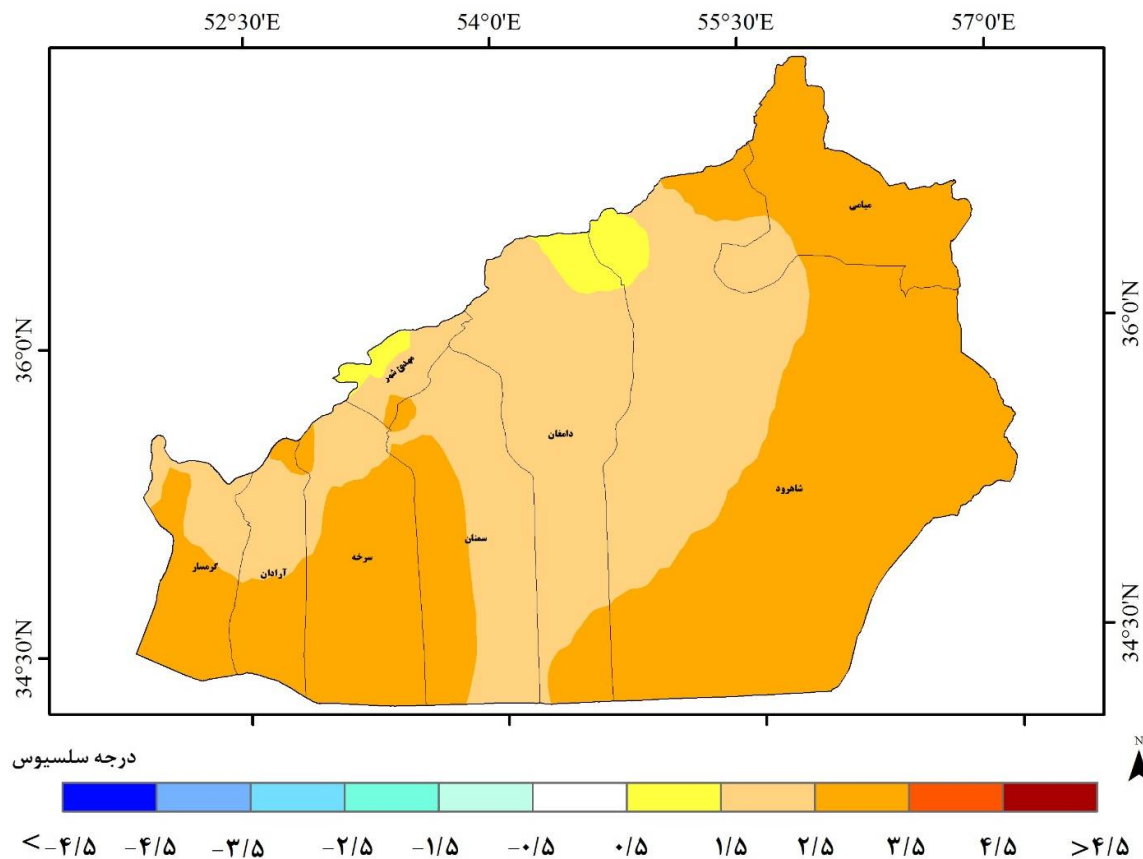 52°30'E 54°0'E 55°30'E 57°0'E
میامی
36°0'N
36°0'N
مهدی شهر
دامغان
شاهرود
سمنان
سرخه
آرادان
گرمسار
34°30'N
34°30'N
درجه سلسیوس
N
<-۴/۵ -۴/۵ -۳/۵ -۲/۵ -۱/۵ -۰/۵ ۰/۵ ۱/۵ ۲/۵ ۳/۵ ۴/۵ >۴/۵